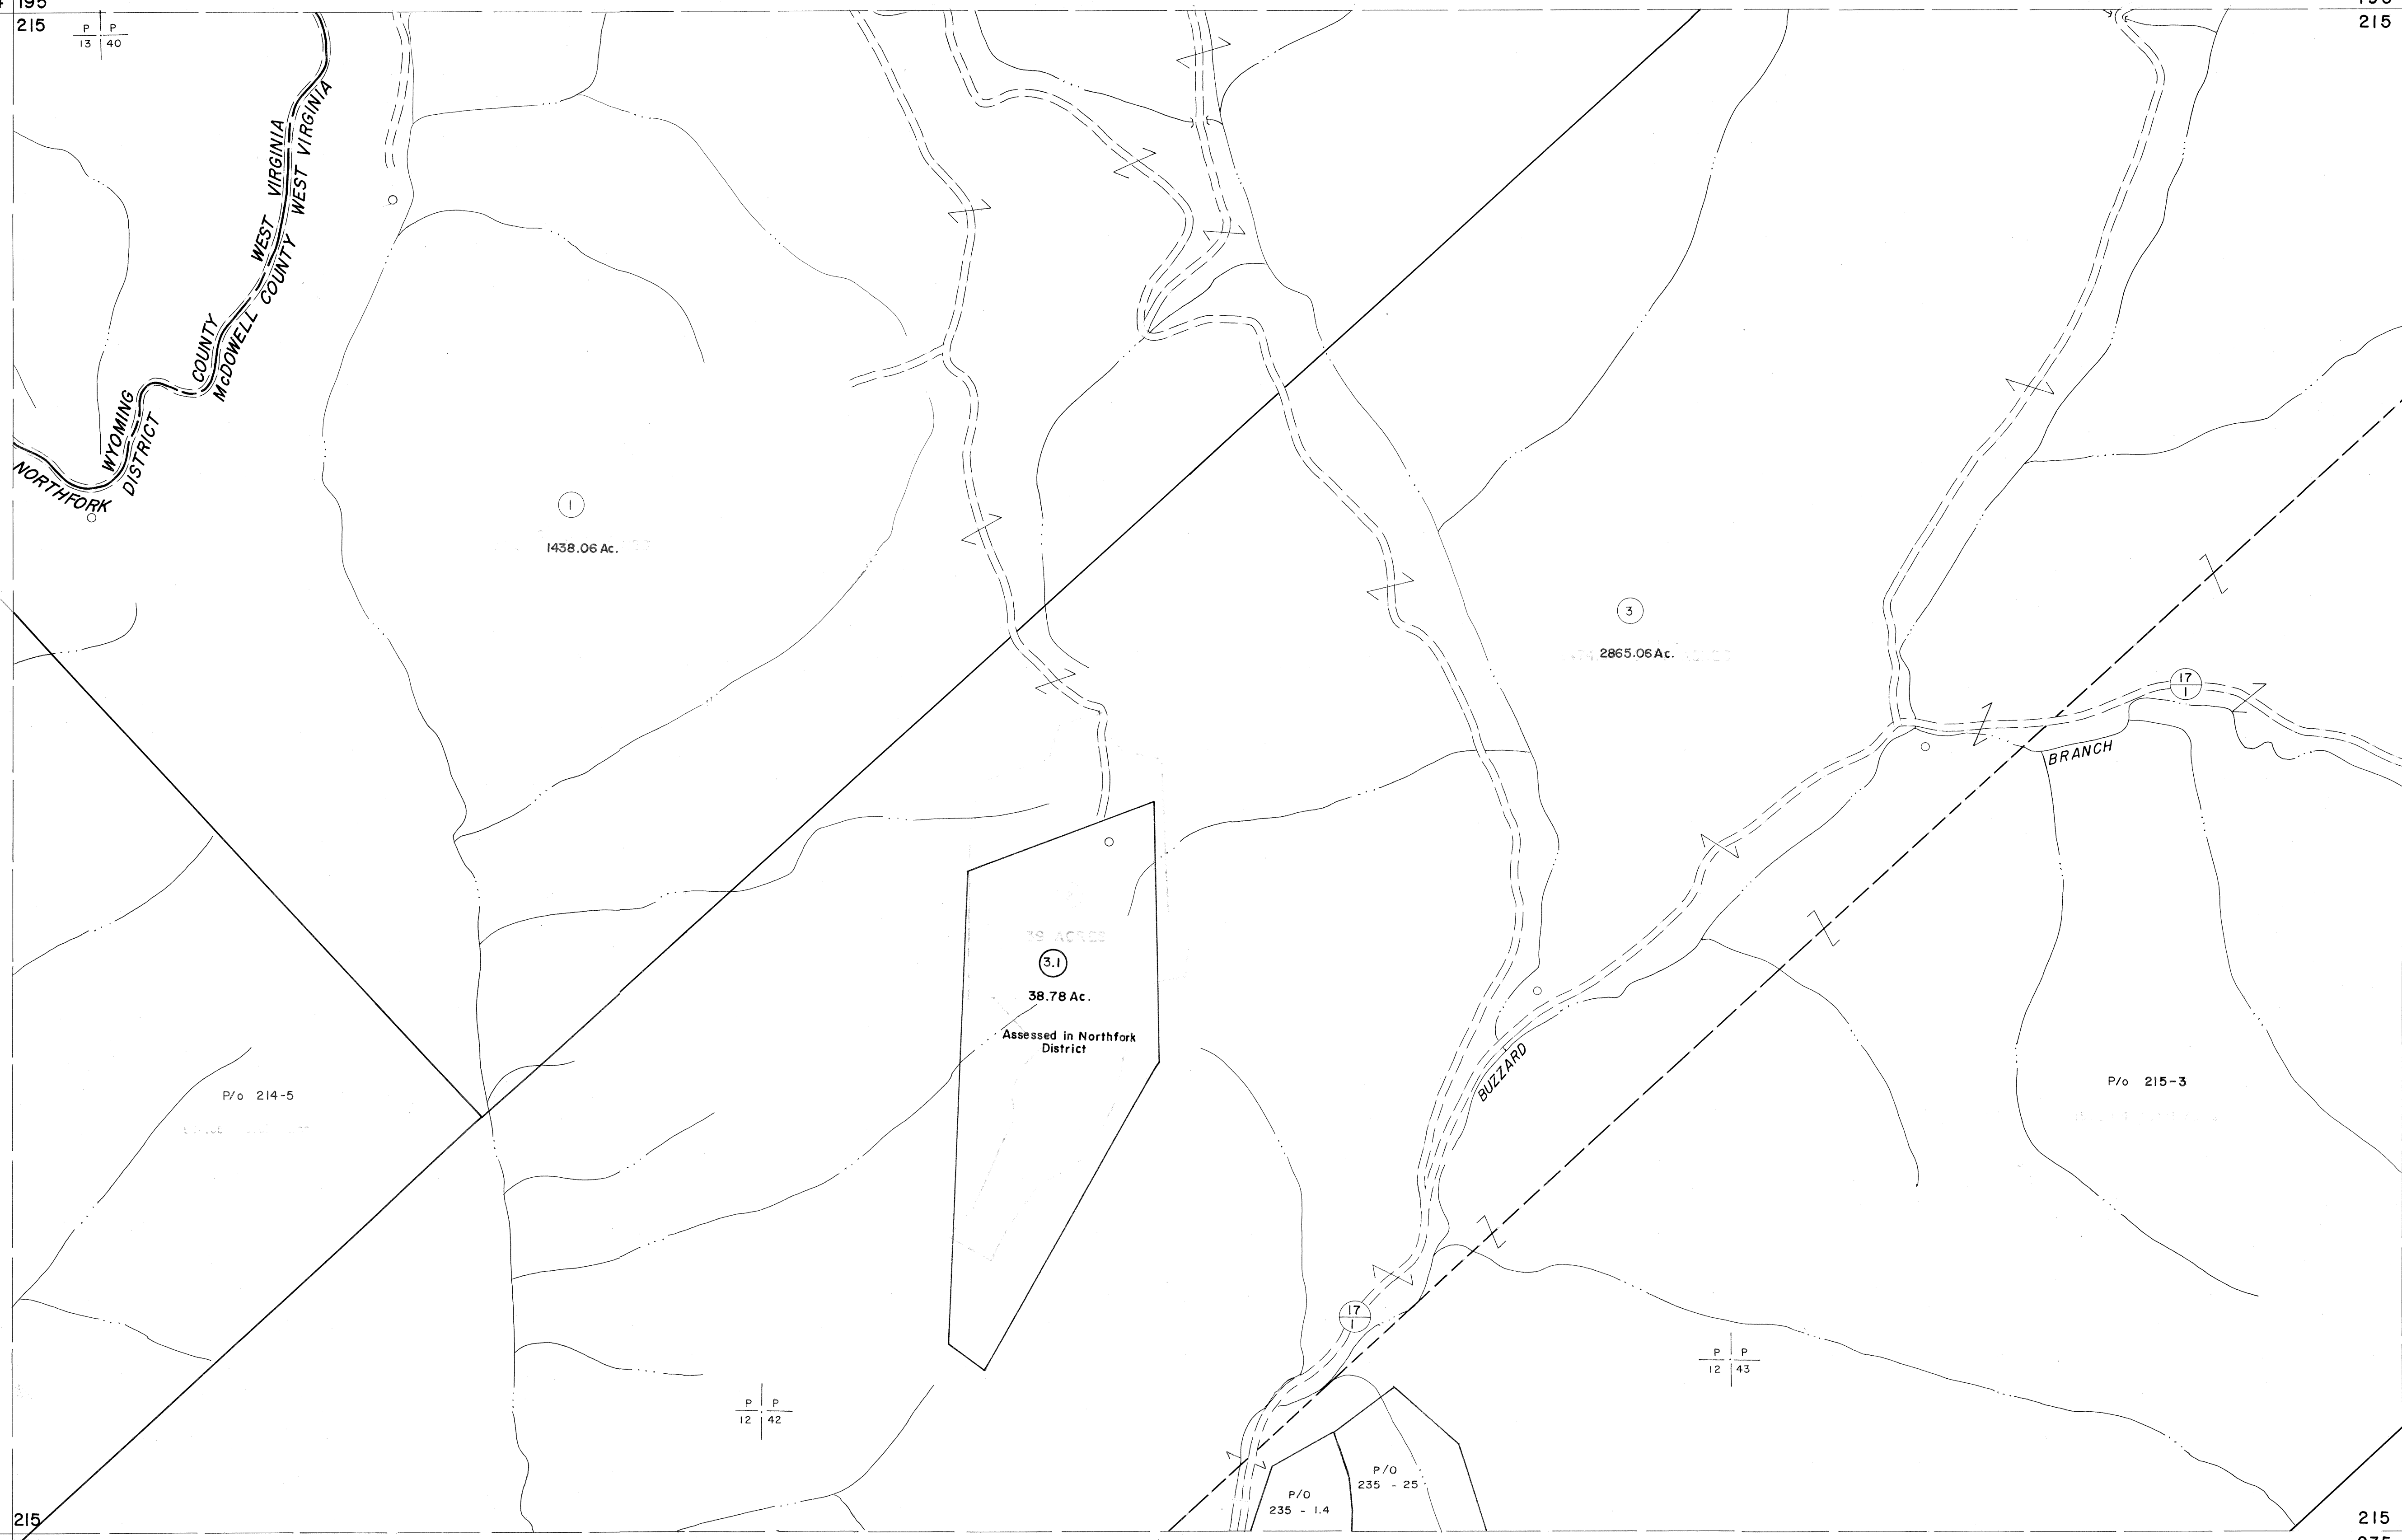 195
215
215
P P
13 40
WYOMING COUNTY WEST VIRGINIA
McDOWELL COUNTY WEST VIRGINIA
NORTHFORK DISTRICT
1
1438.06 Ac.
3
2865.06 Ac.
17
1
BRANCH
39 ACRES
3.1
38.78 Ac.
Assessed in Northfork
District
BUZZARD
P/o 214-5
P/o 215-3
17
1
P P
12 43
P P
12 42
P/O
235 - 25
P/O
235 - 1.4
215
215